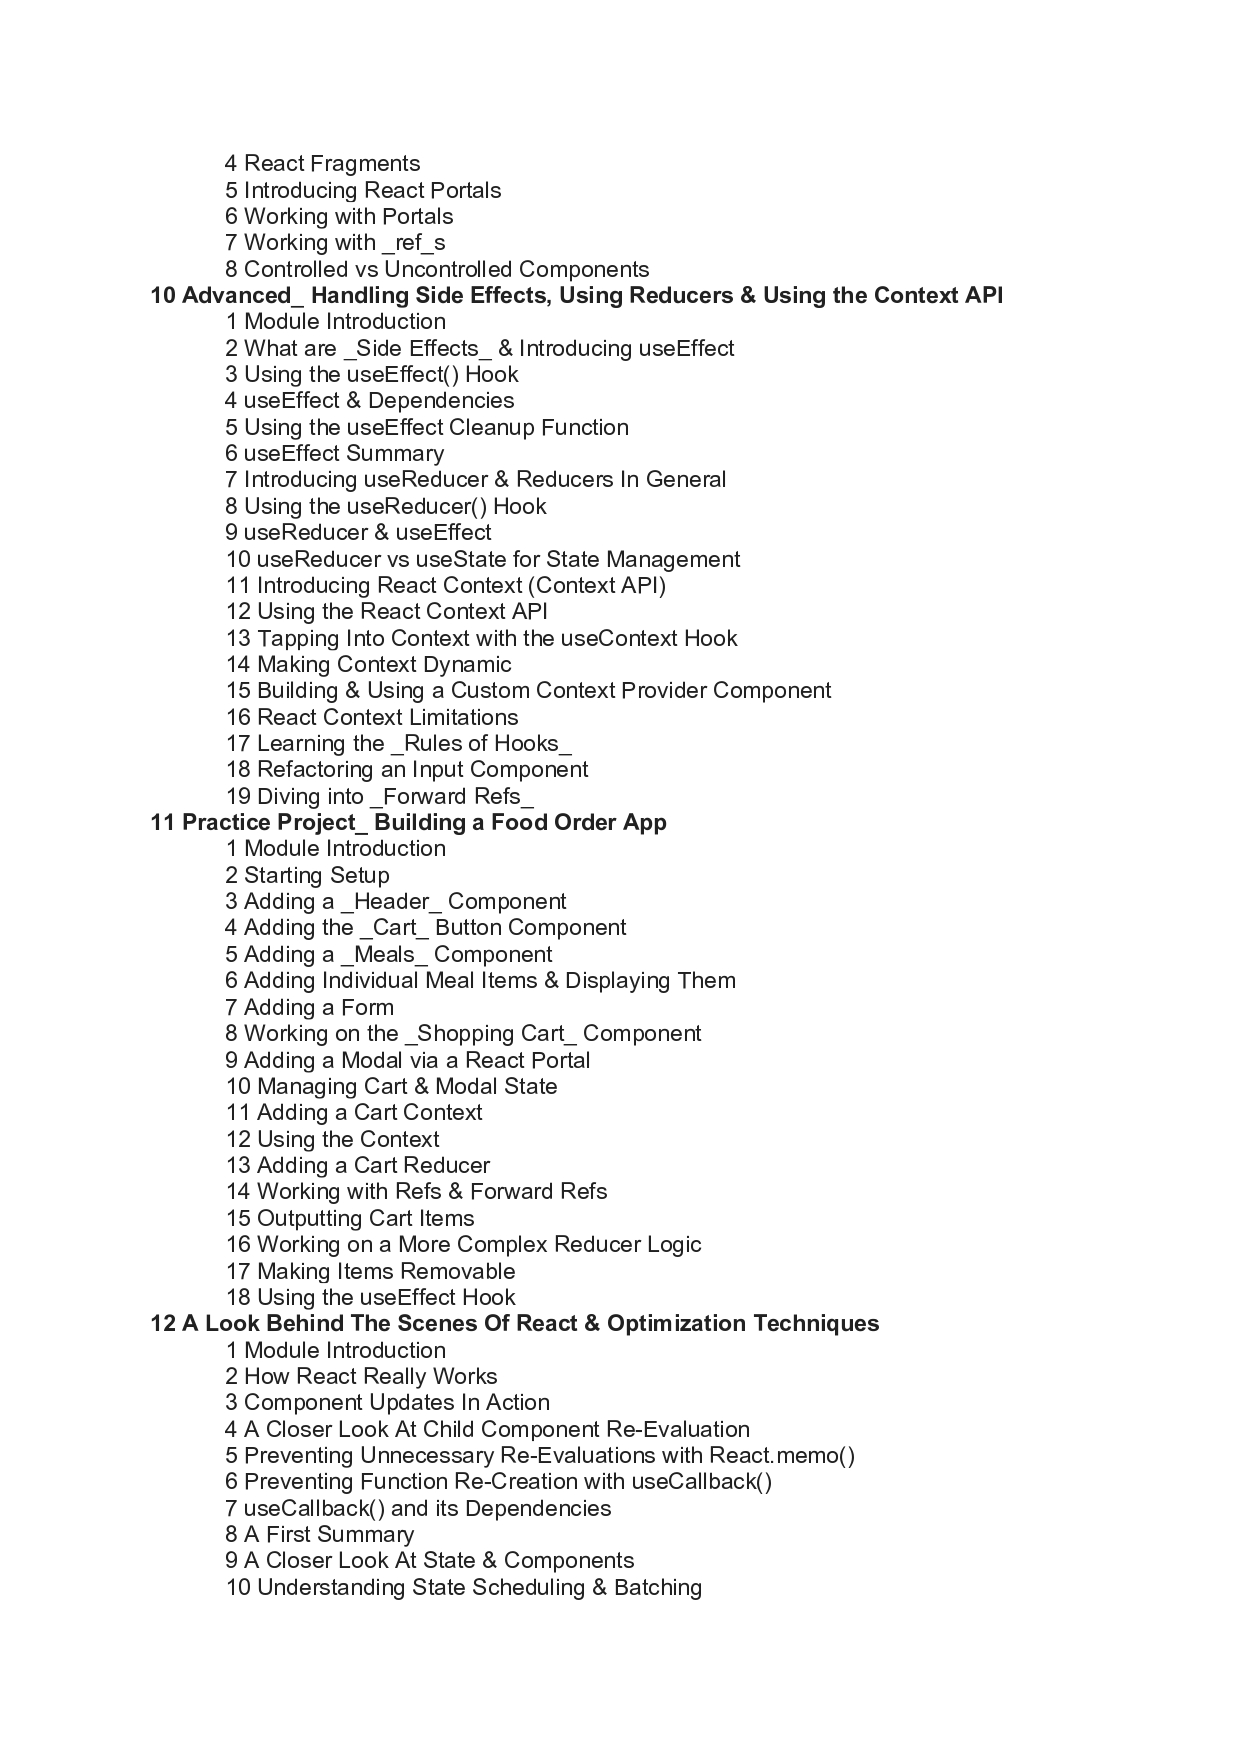 4 React Fragments
5 Introducing React Portals
6 Working with Portals
7 Working with _ref_s
8 Controlled vs Uncontrolled Components
10 Advanced_ Handling Side Effects, Using Reducers & Using the Context API
1 Module Introduction
2 What are _Side Effects_ & Introducing useEffect
3 Using the useEffect() Hook
4 useEffect & Dependencies
5 Using the useEffect Cleanup Function
6 useEffect Summary
7 Introducing useReducer & Reducers In General
8 Using the useReducer() Hook
9 useReducer & useEffect
10 useReducer vs useState for State Management
11 Introducing React Context (Context API)
12 Using the React Context API
13 Tapping Into Context with the useContext Hook
14 Making Context Dynamic
15 Building & Using a Custom Context Provider Component
16 React Context Limitations
17 Learning the _Rules of Hooks_
18 Refactoring an Input Component
19 Diving into _Forward Refs_
11 Practice Project_ Building a Food Order App
1 Module Introduction
2 Starting Setup
3 Adding a _Header_ Component
4 Adding the _Cart_ Button Component
5 Adding a _Meals_ Component
6 Adding Individual Meal Items & Displaying Them
7 Adding a Form
8 Working on the _Shopping Cart_ Component
9 Adding a Modal via a React Portal
10 Managing Cart & Modal State
11 Adding a Cart Context
12 Using the Context
13 Adding a Cart Reducer
14 Working with Refs & Forward Refs
15 Outputting Cart Items
16 Working on a More Complex Reducer Logic
17 Making Items Removable
18 Using the useEffect Hook
12 A Look Behind The Scenes Of React & Optimization Techniques
1 Module Introduction
2 How React Really Works
3 Component Updates In Action
4 A Closer Look At Child Component Re-Evaluation
5 Preventing Unnecessary Re-Evaluations with React.memo()
6 Preventing Function Re-Creation with useCallback()
7 useCallback() and its Dependencies
8 A First Summary
9 A Closer Look At State & Components
10 Understanding State Scheduling & Batching